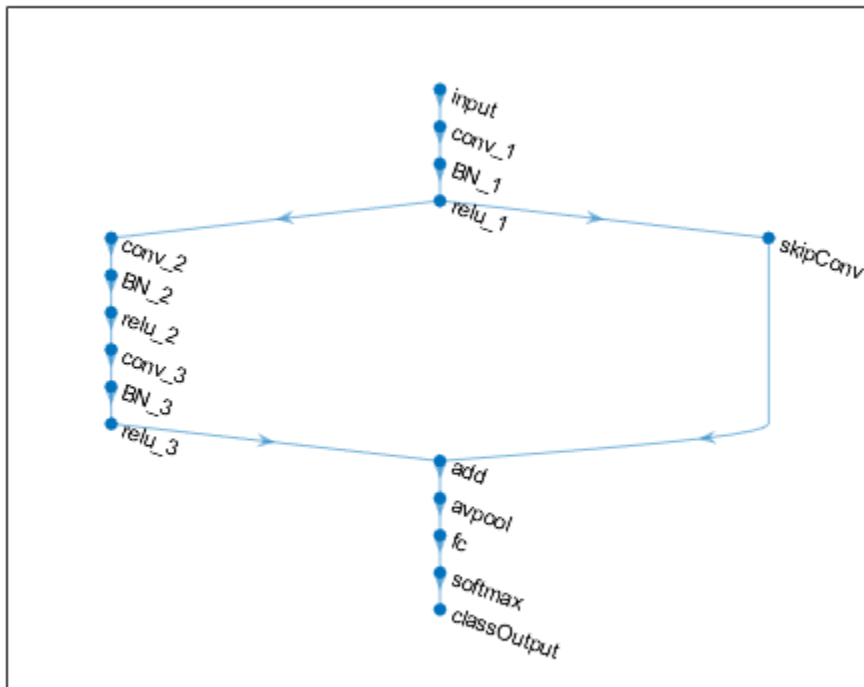 input
conv_1
BN_1
relu_1
conv_2
BN_2
relu_2
conv_3
BN_3
relu_3
skipConv
add
avpool
fc
softmax
classOutput